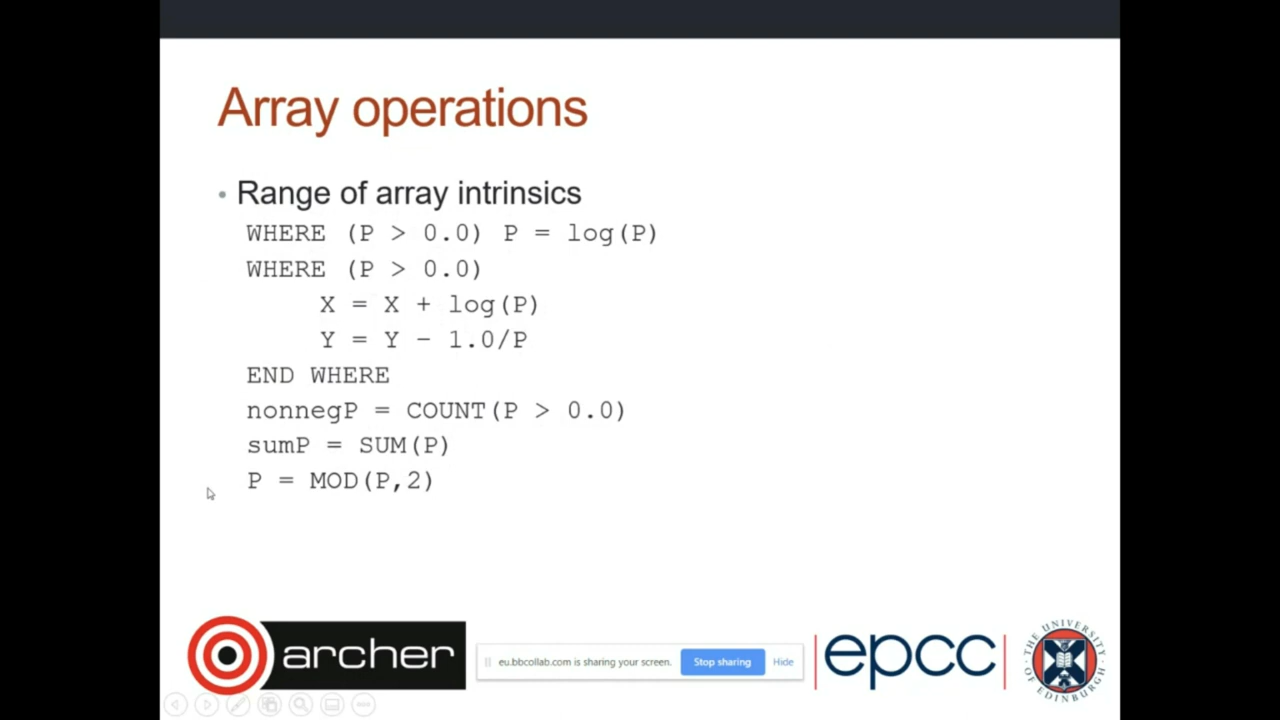 Array operations
• Range of array intrinsics
WHERE (P > 0.0) P = log(P)
WHERE (P > 0.0)
X = X + log(P)
Y = Y - 1.0/P
END WHERE
nonnegP = COUNT(P > 0.0)
sumP = SUM(P)
P = MOD(P,2)
archer
eu.bbcollab.com is sharing your screen.
Stop sharing
Hide
epcc
THE UNIVERSITY OF EDINBURGH